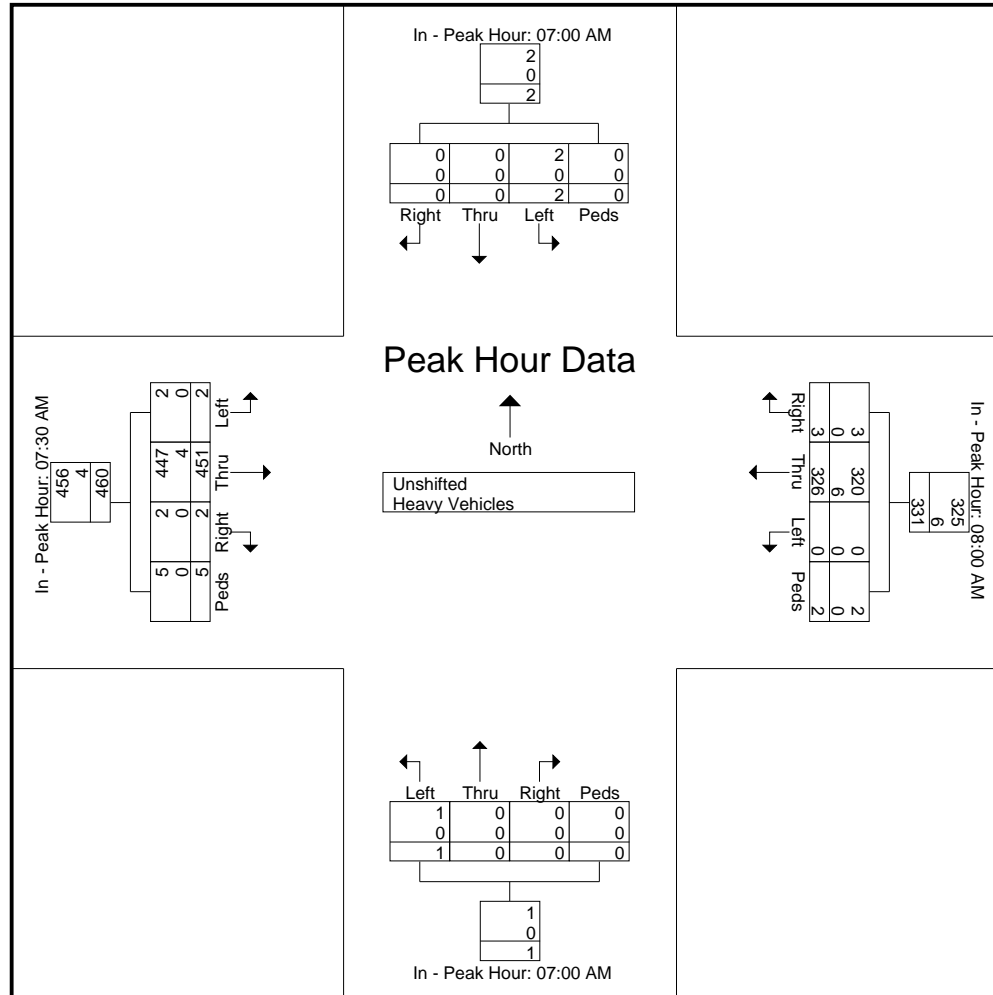 In - Peak Hour: 07:00 AM
2
0
2
0 0 2 0
0 0 0 0
0 0 2 0
Right Thru Left Peds
Peak Hour Data
North
Unshifted
Heavy Vehicles
In - Peak Hour: 07:30 AM
456
4
460
2 447 2 5
0 4 0 0
2 451 2 5
Left Thru Right Peds
In - Peak Hour: 08:00 AM
325
6
331
3 320 0 2
0 6 0 0
3 326 0 2
Right Thru Left Peds
Left Thru Right Peds
1 0 0 0
0 0 0 0
1 0 0 0
1
0
1
In - Peak Hour: 07:00 AM